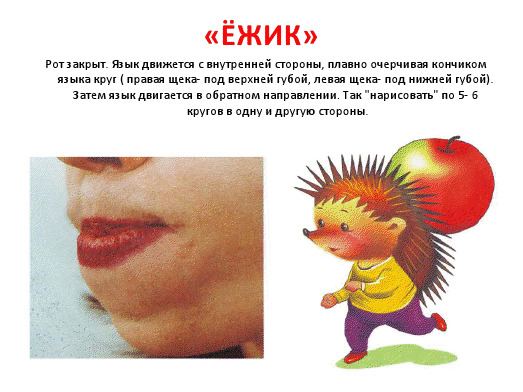 «ЁЖИК»
Рот закрыт. Язык движется с внутренней стороны, плавно очерчивая кончиком
языка круг ( правая щека- под верхней губой, левая щека- под нижней губой).
Затем язык двигается в обратном направлении. Так "нарисовать" по 5- 6
кругов в одну и другую стороны.